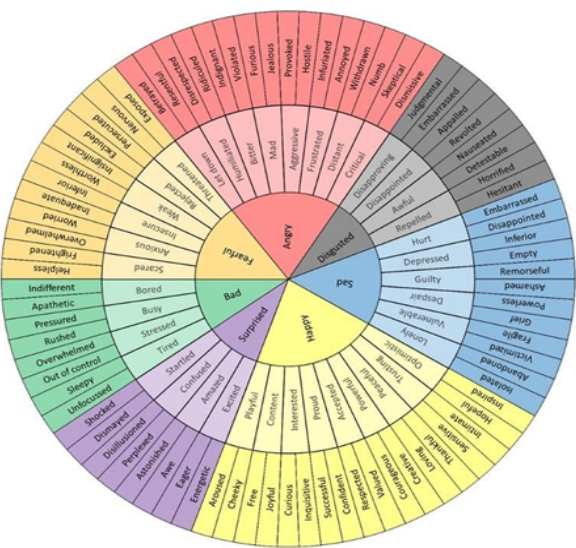 Angry
Disgusted
Sad
Happy
Surprised
Bad
Fearful
Let down
Humiliated
Bitter
Mad
Aggressive
Frustrated
Distant
Critical
Disapproving
Disappointed
Awful
Repelled
Hurt
Depressed
Guilty
Despair
Vulnerable
Lonely
Optimistic
Trusting
Peaceful
Powerful
Accepted
Proud
Interested
Content
Playful
Excited
Amazed
Confused
Startled
Tired
Stressed
Busy
Bored
Scared
Anxious
Insecure
Weak
Rejected
Threatened
Betrayed
Resentful
Disrespected
Ridiculed
Indignant
Violated
Furious
Jealous
Provoked
Hostile
Infuriated
Annoyed
Withdrawn
Numb
Skeptical
Dismissive
Judgmental
Embarrassed
Appalled
Revolted
Nauseated
Detestable
Horrified
Hesitant
Embarrassed
Disappointed
Inferior
Empty
Remorseful
Ashamed
Powerless
Grief
Fragile
Victimized
Abandoned
Isolated
Inspired
Hopeful
Intimate
Sensitive
Thankful
Loving
Creative
Courageous
Valued
Respected
Confident
Successful
Inquisitive
Curious
Joyful
Free
Cheeky
Aroused
Energetic
Eager
Awe
Astonished
Perplexed
Disillusioned
Dismayed
Shocked
Unfocussed
Sleepy
Out of control
Overwhelmed
Rushed
Pressured
Apathetic
Indifferent
Helpless
Frightened
Overwhelmed
Worried
Inadequate
Inferior
Worthless
Insignificant
Excluded
Persecuted
Nervous
Exposed